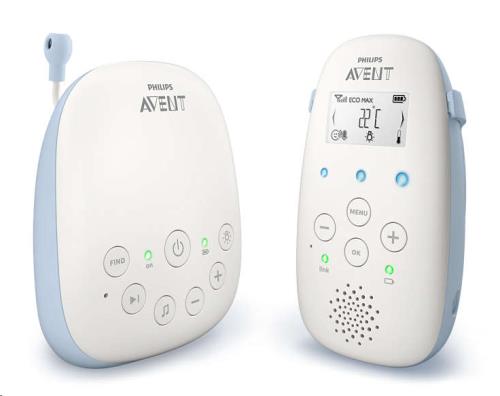 PHILIPS
AVENT
FIND
on
PHILIPS
AVENT
ECO MAX
22°C
MENU
OK
link